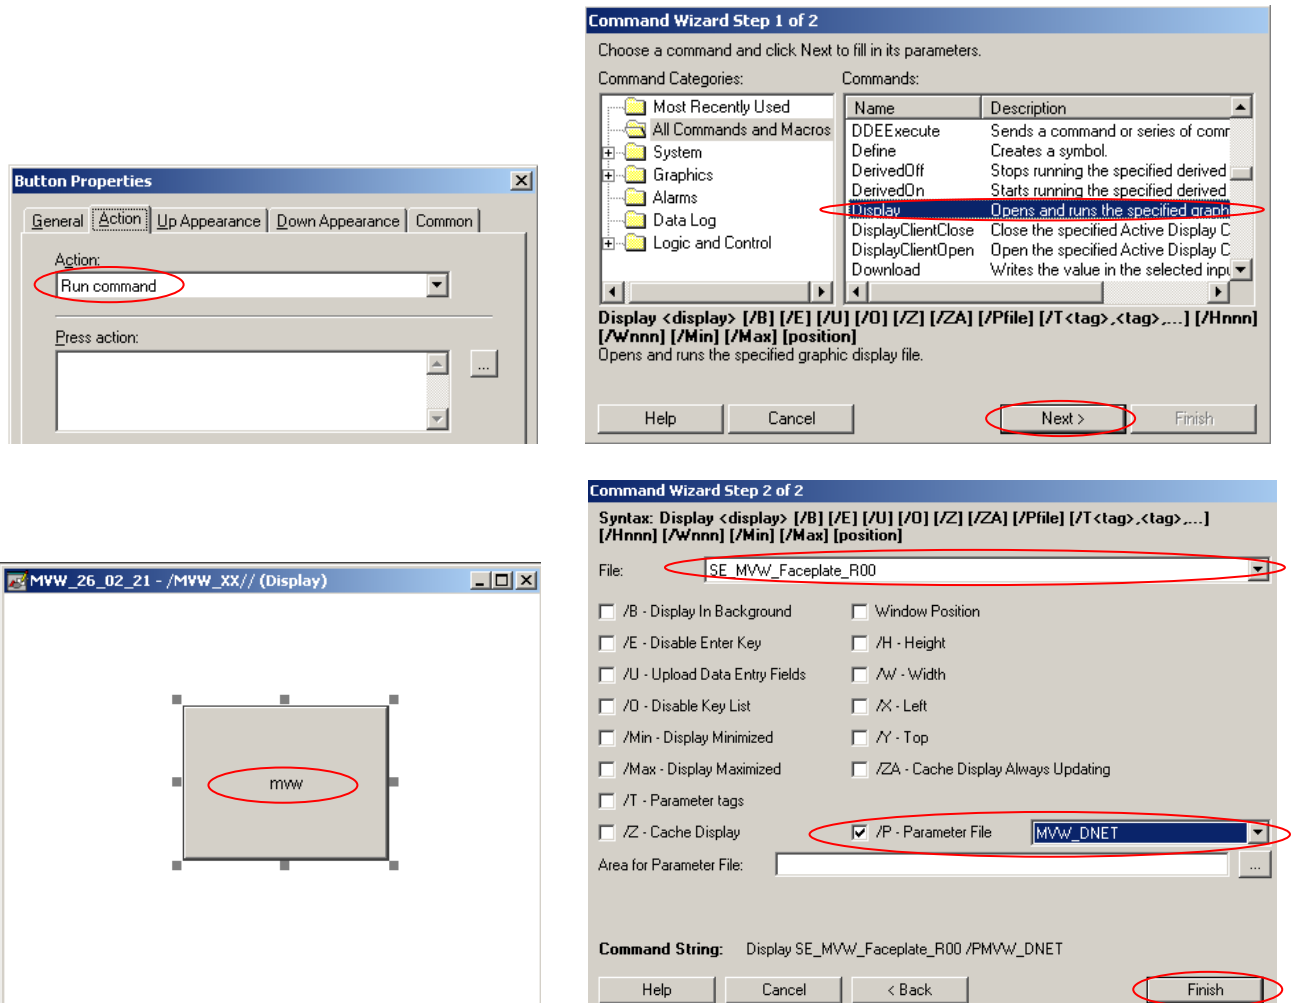 Button Properties
General Action Up Appearance Down Appearance Common
Action:
Run command
Press action:
...
Command Wizard Step 1 of 2
Choose a command and click Next to fill in its parameters.
Command Categories:
Most Recently Used
All Commands and Macros
System
Graphics
Alarms
Data Log
Logic and Control
Commands:
Name Description
DDEExecute Sends a command or series of comr
Define Creates a symbol.
DerivedOff Stops running the specified derived
DerivedOn Starts running the specified derived
Display Opens and runs the specified graph
DisplayClientClose Close the specified Active Display C
DisplayClientOpen Open the specified Active Display C
Download Writes the value in the selected inpu
Display <display> [/B] [/E] [/U] [/O] [/Z] [/ZA] [/Pfile] [/T<tag>,<tag>,...] [/Hnnn]
[/Wnnn] [/Min] [/Max] [position]
Opens and runs the specified graphic display file.
Help Cancel Next > Finish
MVW_26_02_21 - /MVW_XX// (Display)
mvw
Command Wizard Step 2 of 2
Syntax: Display <display> [/B] [/E] [/U] [/O] [/Z] [/ZA] [/Pfile] [/T<tag>,<tag>,...]
[/Hnnn] [/Wnnn] [/Min] [/Max] [position]
File: SE_MVW_Faceplate_R00
/B - Display In Background Window Position
/E - Disable Enter Key /H - Height
/U - Upload Data Entry Fields /W - Width
/O - Disable Key List /X - Left
/Min - Display Minimized /Y - Top
/Max - Display Maximized /ZA - Cache Display Always Updating
/T - Parameter tags
/Z - Cache Display /P - Parameter File MVW_DNET
Area for Parameter File: ...
Command String: Display SE_MVW_Faceplate_R00 /PMVW_DNET
Help Cancel < Back Finish